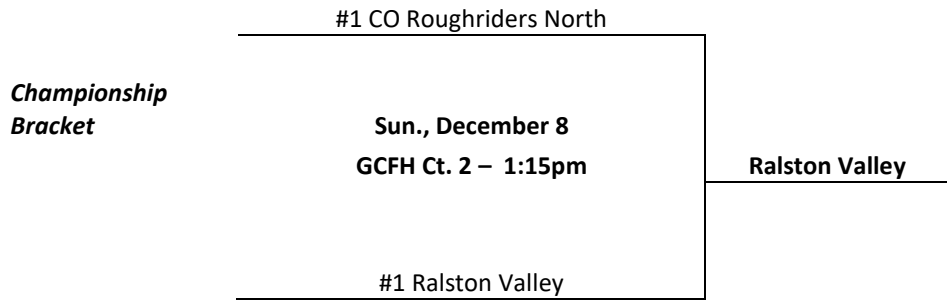 #1 CO Roughriders North
Championship
Bracket
Sun., December 8
GCFH Ct. 2 – 1:15pm
Ralston Valley
#1 Ralston Valley